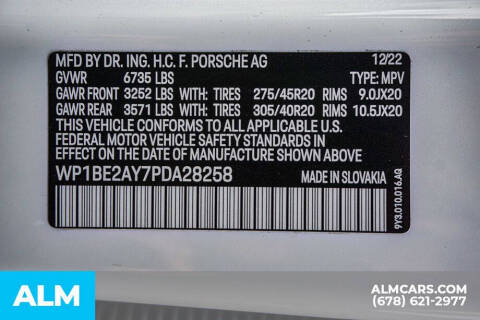 MFD BY DR. ING. H.C. F. PORSCHE AG 12/22
GVWR 6735 LBS TYPE: MPV
GAWR FRONT 3252 LBS WITH: TIRES 275/45R20 RIMS 9.0JX20
GAWR REAR 3571 LBS WITH: TIRES 305/40R20 RIMS 10.5JX20
THIS VEHICLE CONFORMS TO ALL APPLICABLE U.S.
FEDERAL MOTOR VEHICLE SAFETY STANDARDS IN
EFFECT ON THE DATE OF MANUFACTURE SHOWN ABOVE.
WP1BE2AY7PDA28258 MADE IN SLOVAKIA
9Y3.010.016.AQ
ALM
ALMCARS.COM
(678) 621-2977